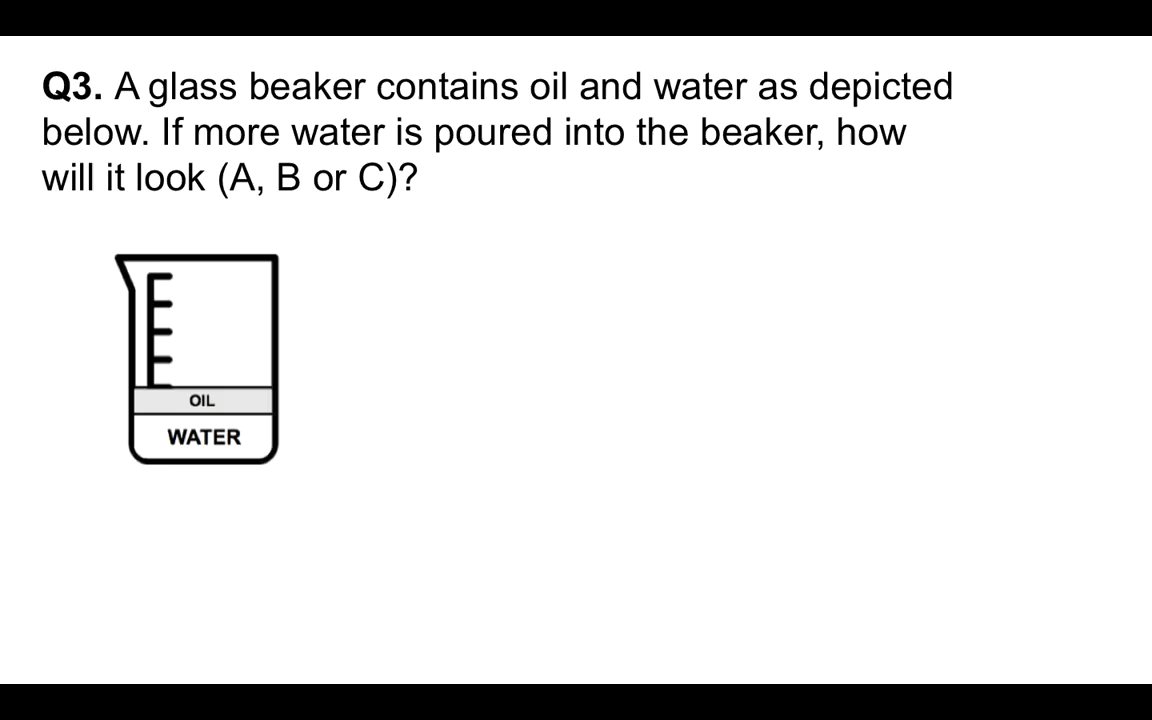 Q3. A glass beaker contains oil and water as depicted
below. If more water is poured into the beaker, how
will it look (A, B or C)?
OIL
WATER